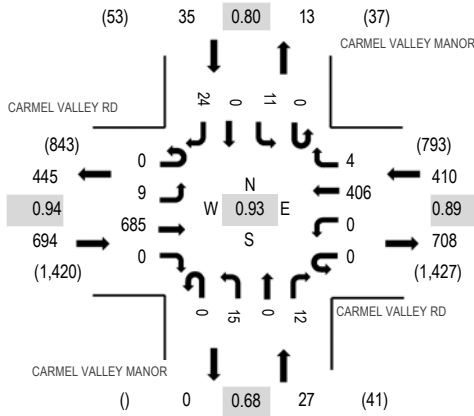 (53) 35 0.80 13 (37)
CARMEL VALLEY MANOR
CARMEL VALLEY RD
24 0 11 0
(843) (793)
0 4
445 410
9 N 406
0.94 W 0.93 E 0.89
685 S 0
694 708
0 0
(1,420) (1,427)
0 15 0 12
CARMEL VALLEY RD
CARMEL VALLEY MANOR
() 0 0.68 27 (41)